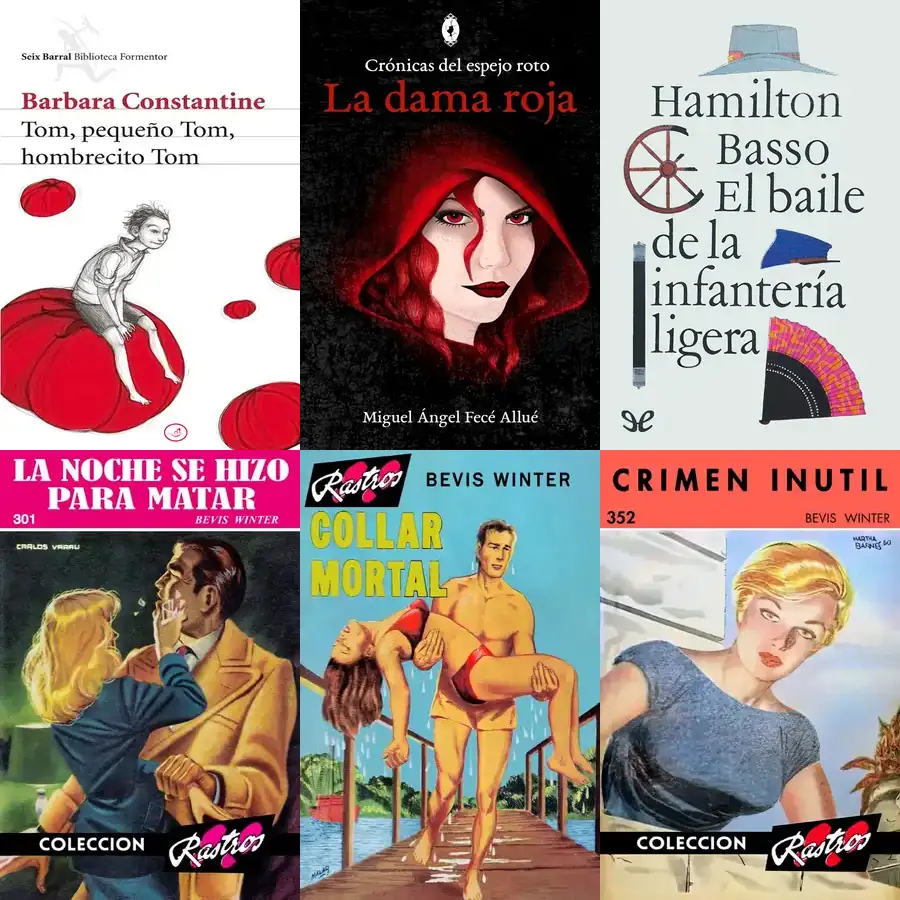 Seix Barral Biblioteca Formentor
Barbara Constantine
Tom, pequeño Tom,
hombrecito Tom
Crónicas del espejo roto
La dama roja
Miguel Ángel Fecé Allué
Hamilton
Basso
El baile
de la
infantería
ligera
LA NOCHE SE HIZO
PARA MATAR
301
BEVIS WINTER
CARLOS VARAU
COLECCION
Rastros
Rastros
BEVIS WINTER
COLLAR
MORTAL
CRIMEN INUTIL
352
BEVIS WINTER
MARTHA
BARNES 60
COLECCION
Rastros